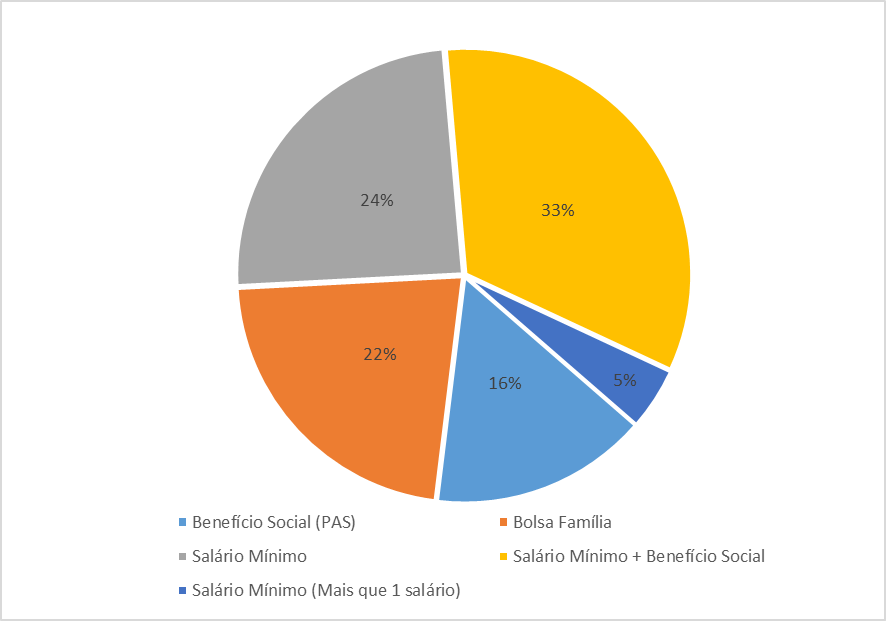 24%
33%
22%
5%
16%
Benefício Social (PAS)
Bolsa Família
Salário Mínimo
Salário Mínimo + Benefício Social
Salário Mínimo (Mais que 1 salário)